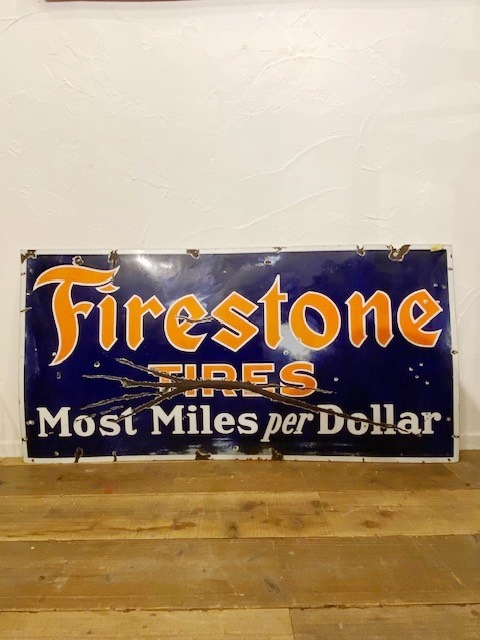 Firestone
TIRES
Most Miles per Dollar